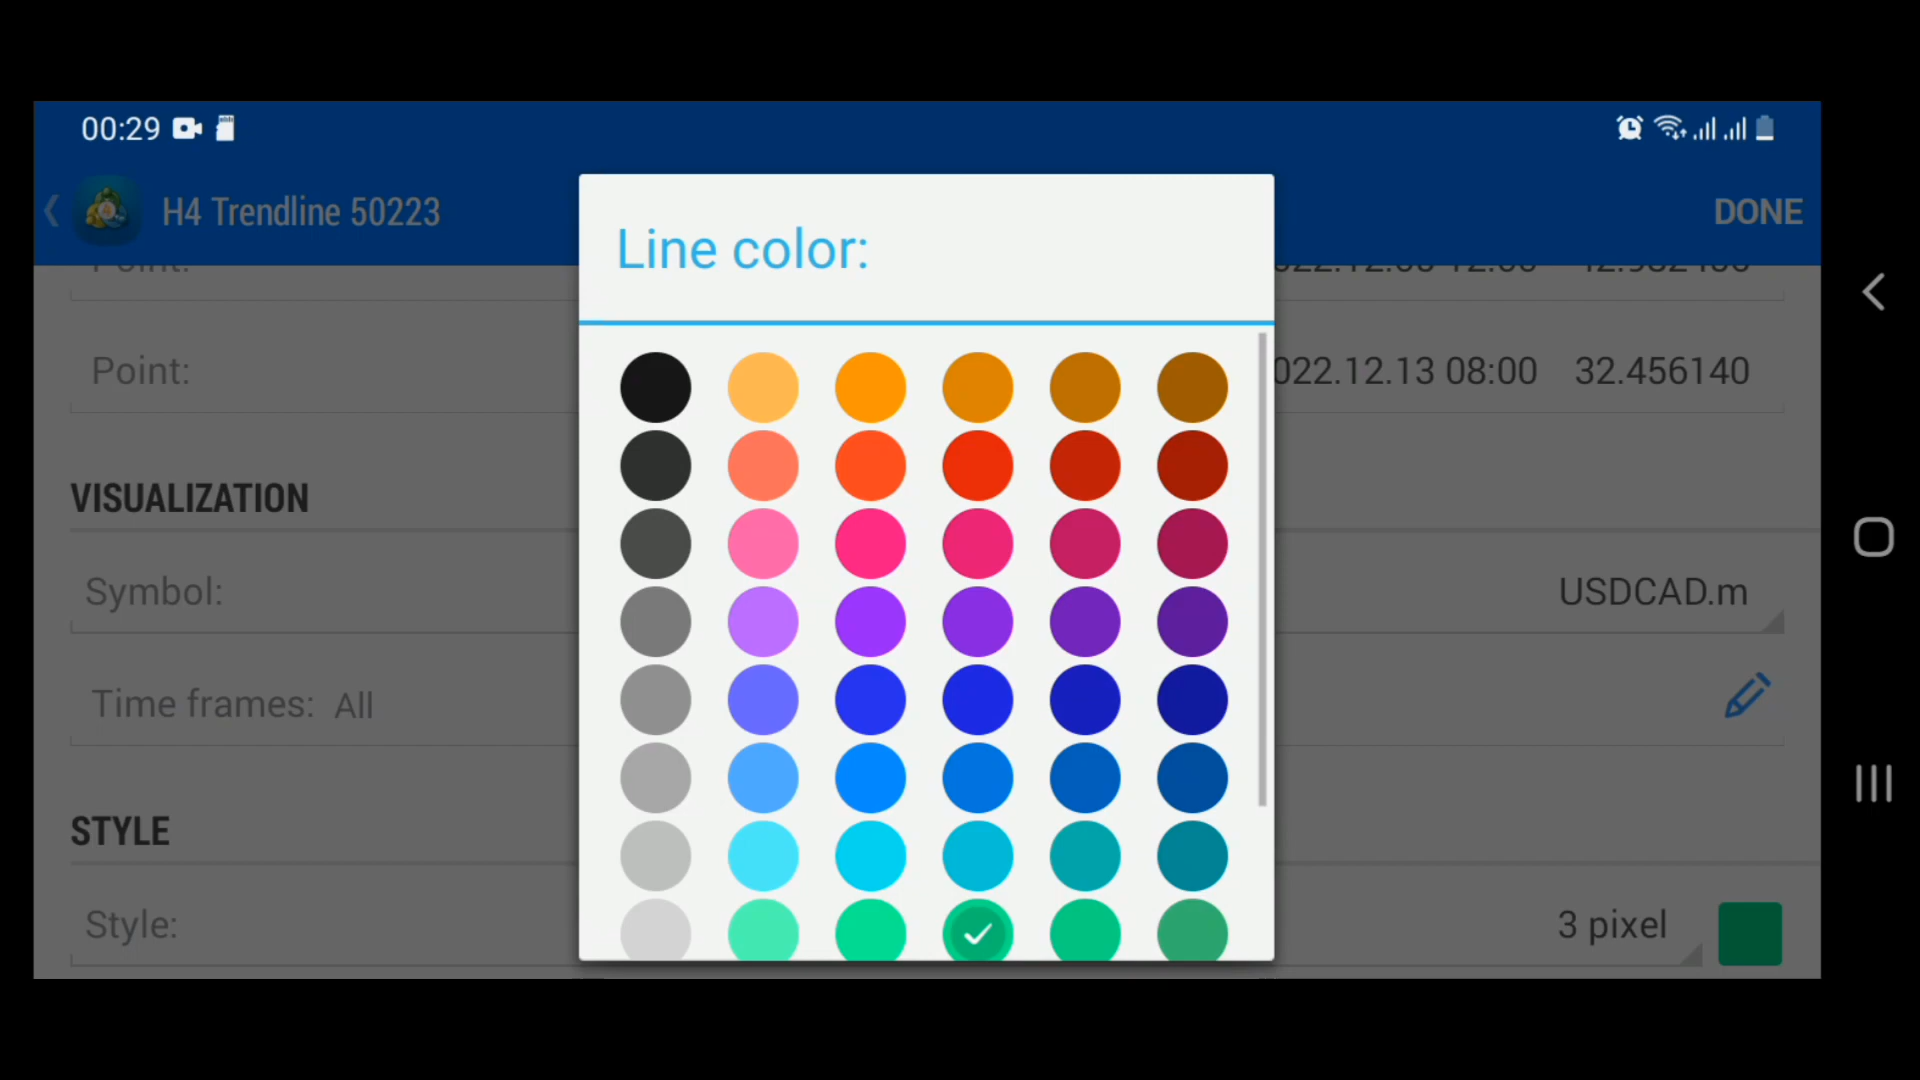 00:29
H4 Trendline 50223
DONE
Line color:
Point:
Point:
022.12.13 08:00 32.456140
VISUALIZATION
Symbol:
USDCAD.m
Time frames: All
STYLE
Style:
3 pixel